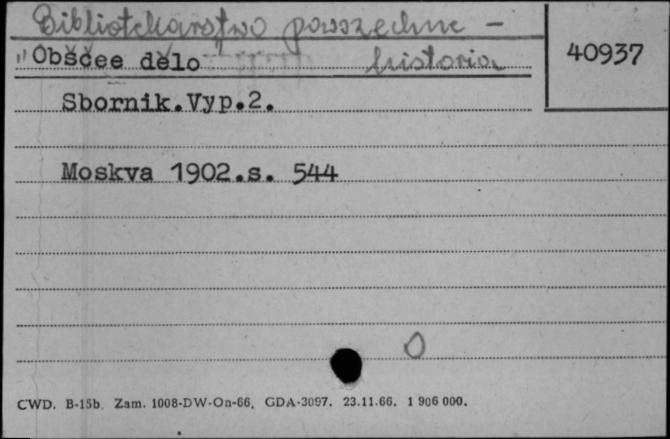 Bibliotekarstwo powszechne -
historia
40937
"Obščee dělo
Sbornik.Vyp.2.
Moskva 1902.s. 544
O
CWD. B-15b. Zam. 1008-DW-On-66. GDA-3097. 23.11.66. 1 906 000.